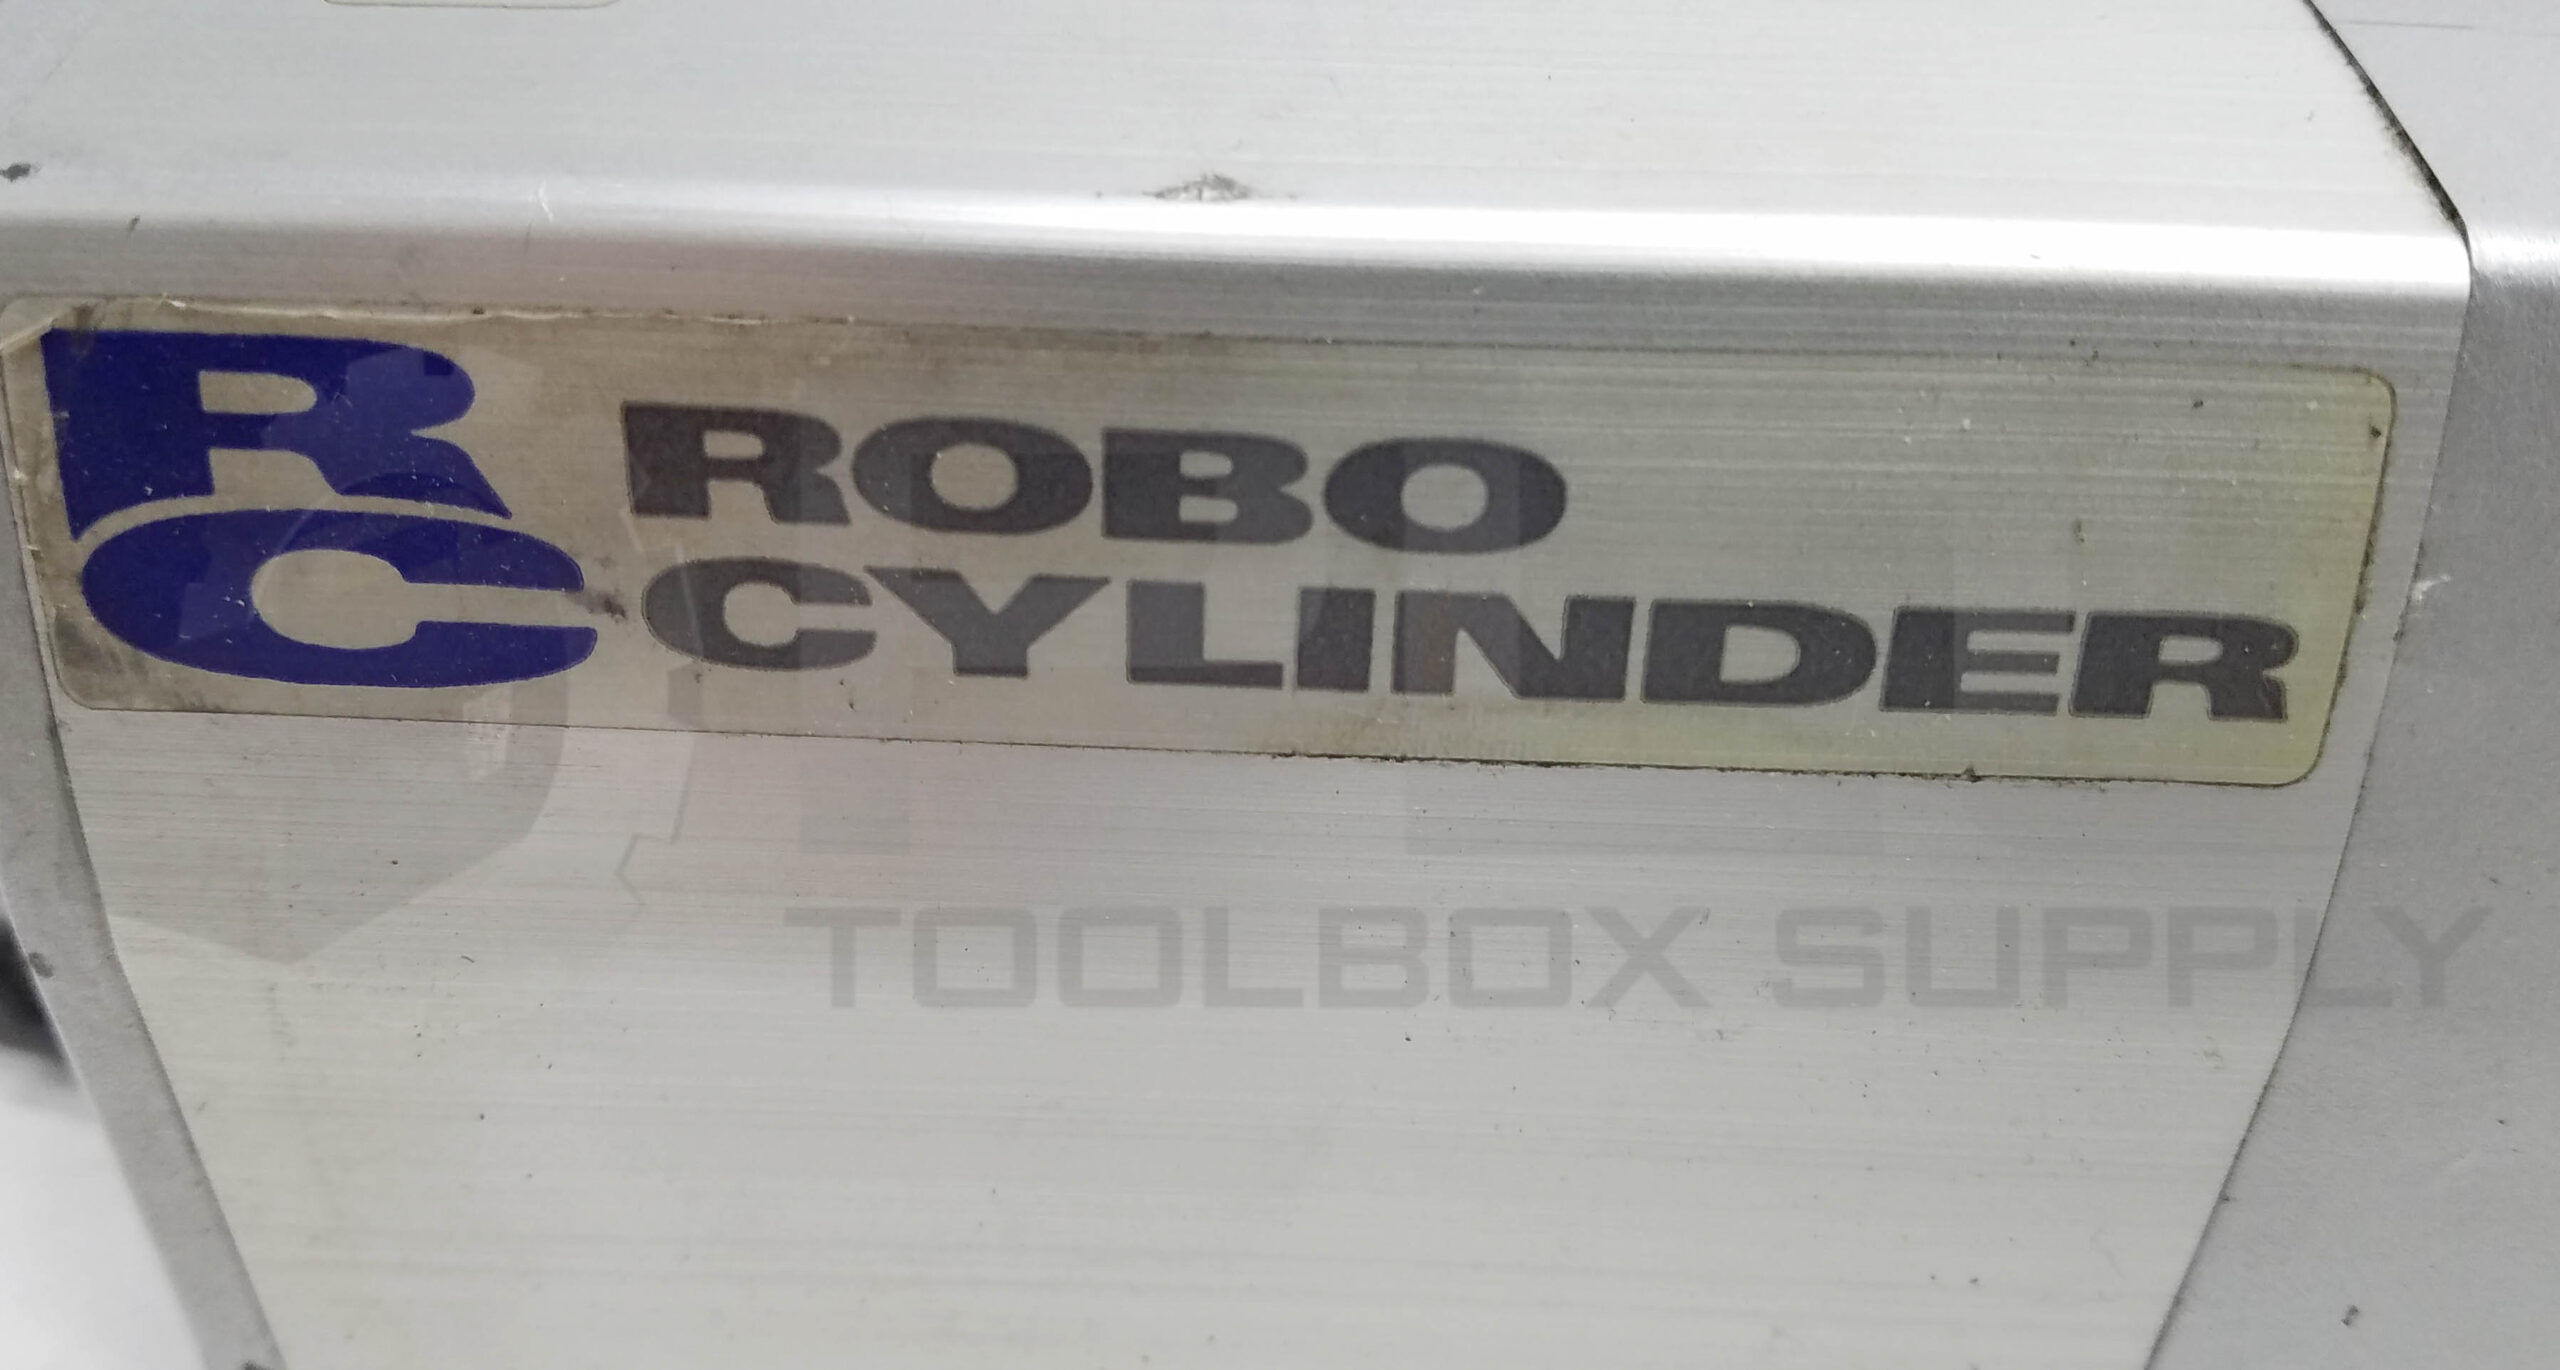 RC
ROBO
CYLINDER
TOOLBOX SUPPLY